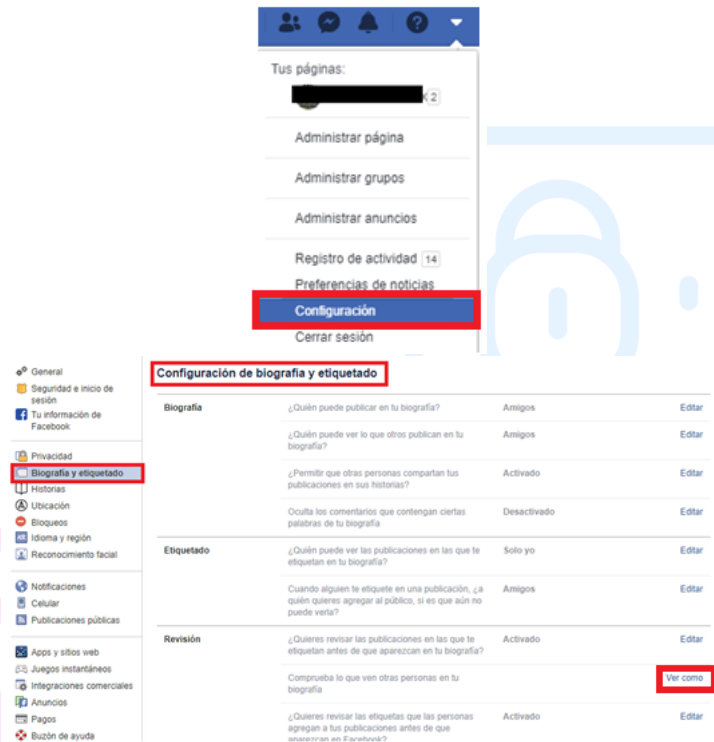 Tus páginas:
2
Administrar página
Administrar grupos
Administrar anuncios
Registro de actividad 14
Preferencias de noticias
Configuración
Cerrar sesión
General
Seguridad e inicio de
sesión
Tu información de
Facebook
Privacidad
Biografía y etiquetado
Historias
Ubicación
Bloqueos
Idioma y región
Reconocimiento facial
Notificaciones
Celular
Publicaciones públicas
Apps y sitios web
Juegos instantáneos
Integraciones comerciales
Anuncios
Pagos
Buzón de ayuda
Configuración de biografía y etiquetado
Biografía
¿Quién puede publicar en tu biografía? Amigos Editar
¿Quién puede ver lo que otros publican en tu
biografía? Amigos Editar
¿Permitir que otras personas compartan tus
publicaciones en sus historias? Activado Editar
Oculta los comentarios que contengan ciertas
palabras de tu biografía Desactivado Editar
Etiquetado
¿Quién puede ver las publicaciones en las que te
etiquetan en tu biografía? Solo yo Editar
Cuando alguien te etiquete en una publicación, ¿a
quién quieres agregar al público, si es que aún no
puede verla? Amigos Editar
Revisión
¿Quieres revisar las publicaciones en las que te
etiquetan antes de que aparezcan en tu biografía? Activado Editar
Comprueba lo que ven otras personas en tu
biografía Ver como
¿Quieres revisar las etiquetas que las personas
agregan a tus publicaciones antes de que
aparezcan en Facebook? Activado Editar